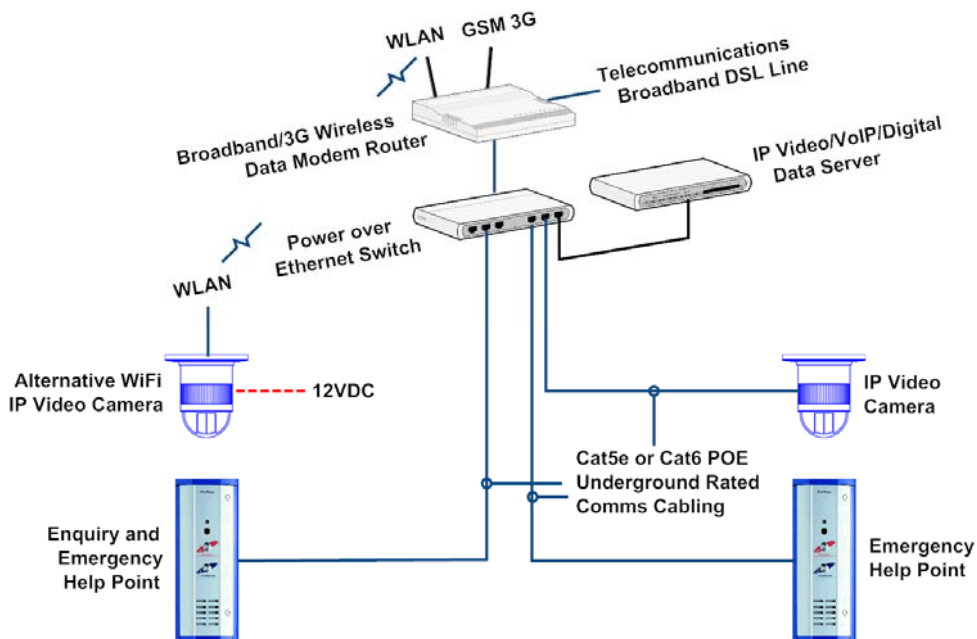 WLAN
GSM 3G
Telecommunications
Broadband DSL Line
Broadband/3G Wireless
Data Modem Router
IP Video/VoIP/Digital
Data Server
Power over
Ethernet Switch
WLAN
Alternative WiFi
IP Video Camera
12VDC
IP Video
Camera
Cat5e or Cat6 POE
Underground Rated
Comms Cabling
Enquiry and
Emergency
Help Point
Emergency
Help Point